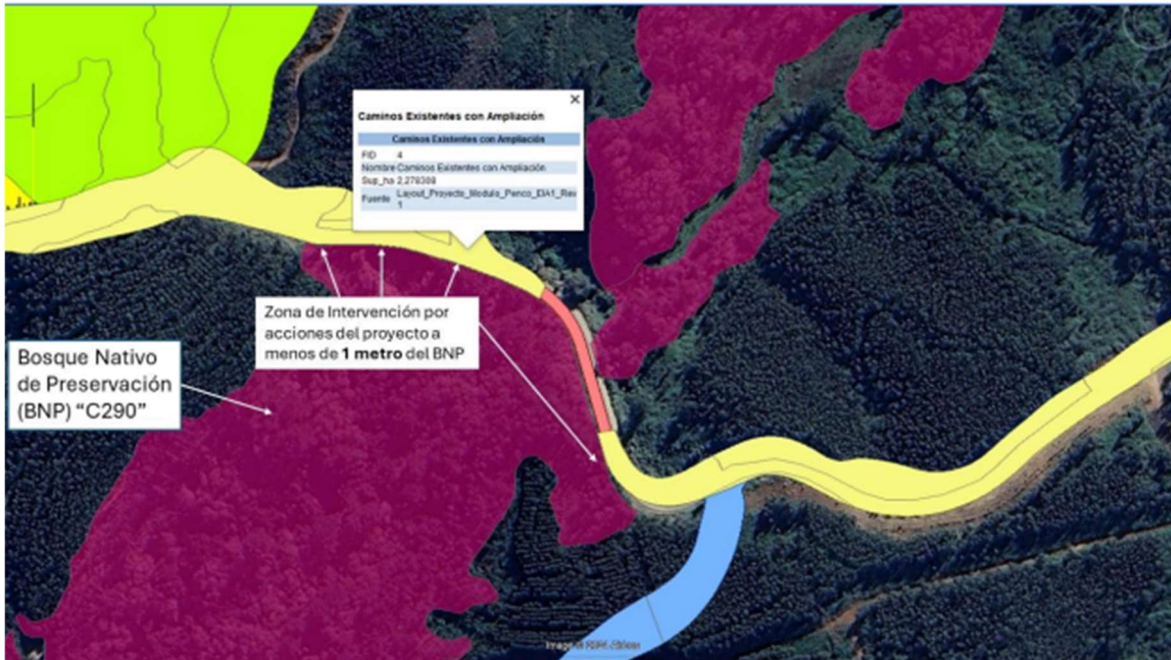 Caminos Existentes con Ampliación
Caminos Existentes con Ampliación
FID 4
Nombre Caminos Existentes con Ampliación
Sup_ha 2,278388
Fuente Layout_Proyecto_Modulo_Penco_EIA1_Rev
1
Zona de Intervención por
acciones del proyecto a
menos de 1 metro del BNP
Bosque Nativo
de Preservación
(BNP) “C290”